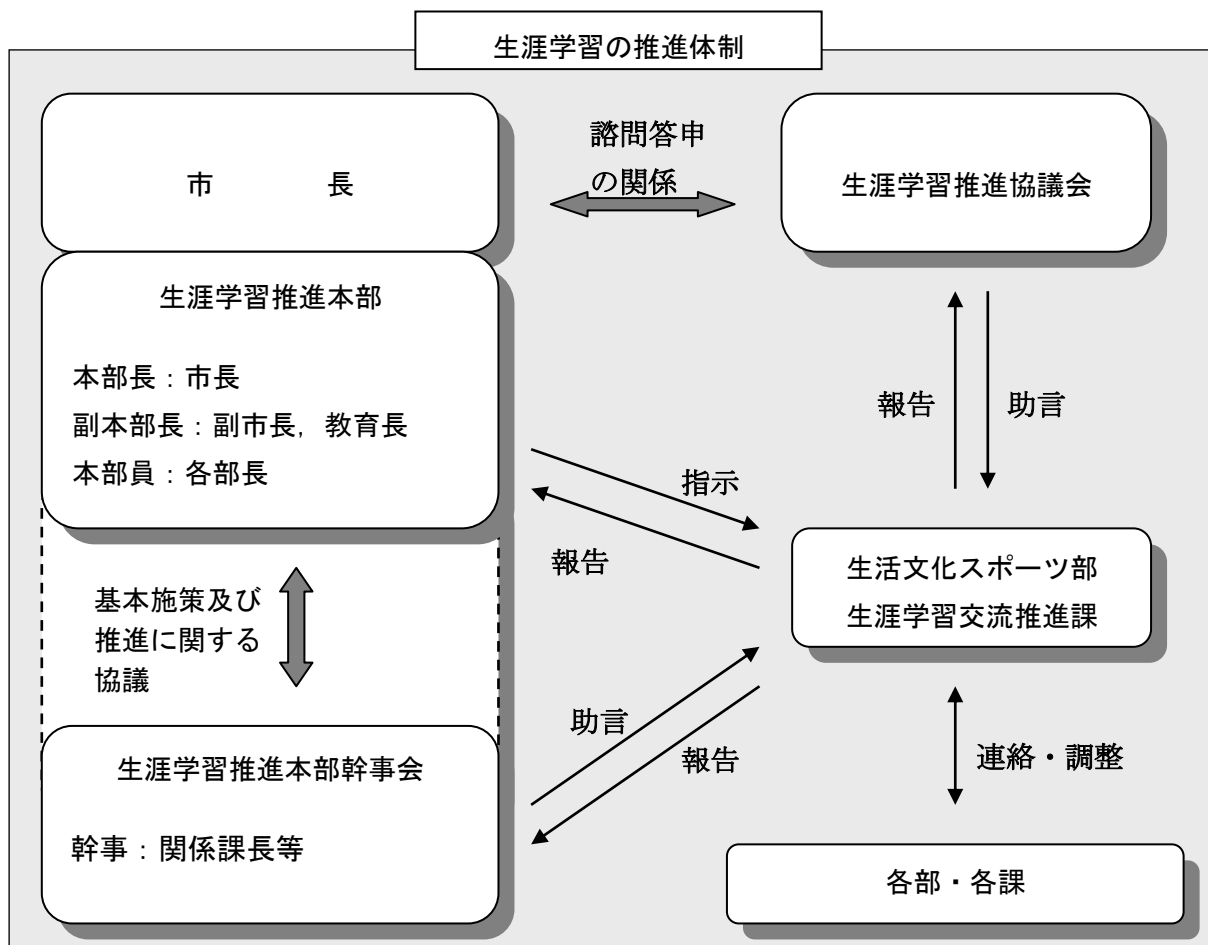 生涯学習の推進体制
市　　　　長
諮問答申
の関係
生涯学習推進協議会
生涯学習推進本部
本部長：市長
副本部長：副市長，教育長
本部員：各部長
報告
助言
指示
報告
生活文化スポーツ部
生涯学習交流推進課
基本施策及び
推進に関する
協議
助言
報告
連絡・調整
生涯学習推進本部幹事会
幹事：関係課長等
各部・各課